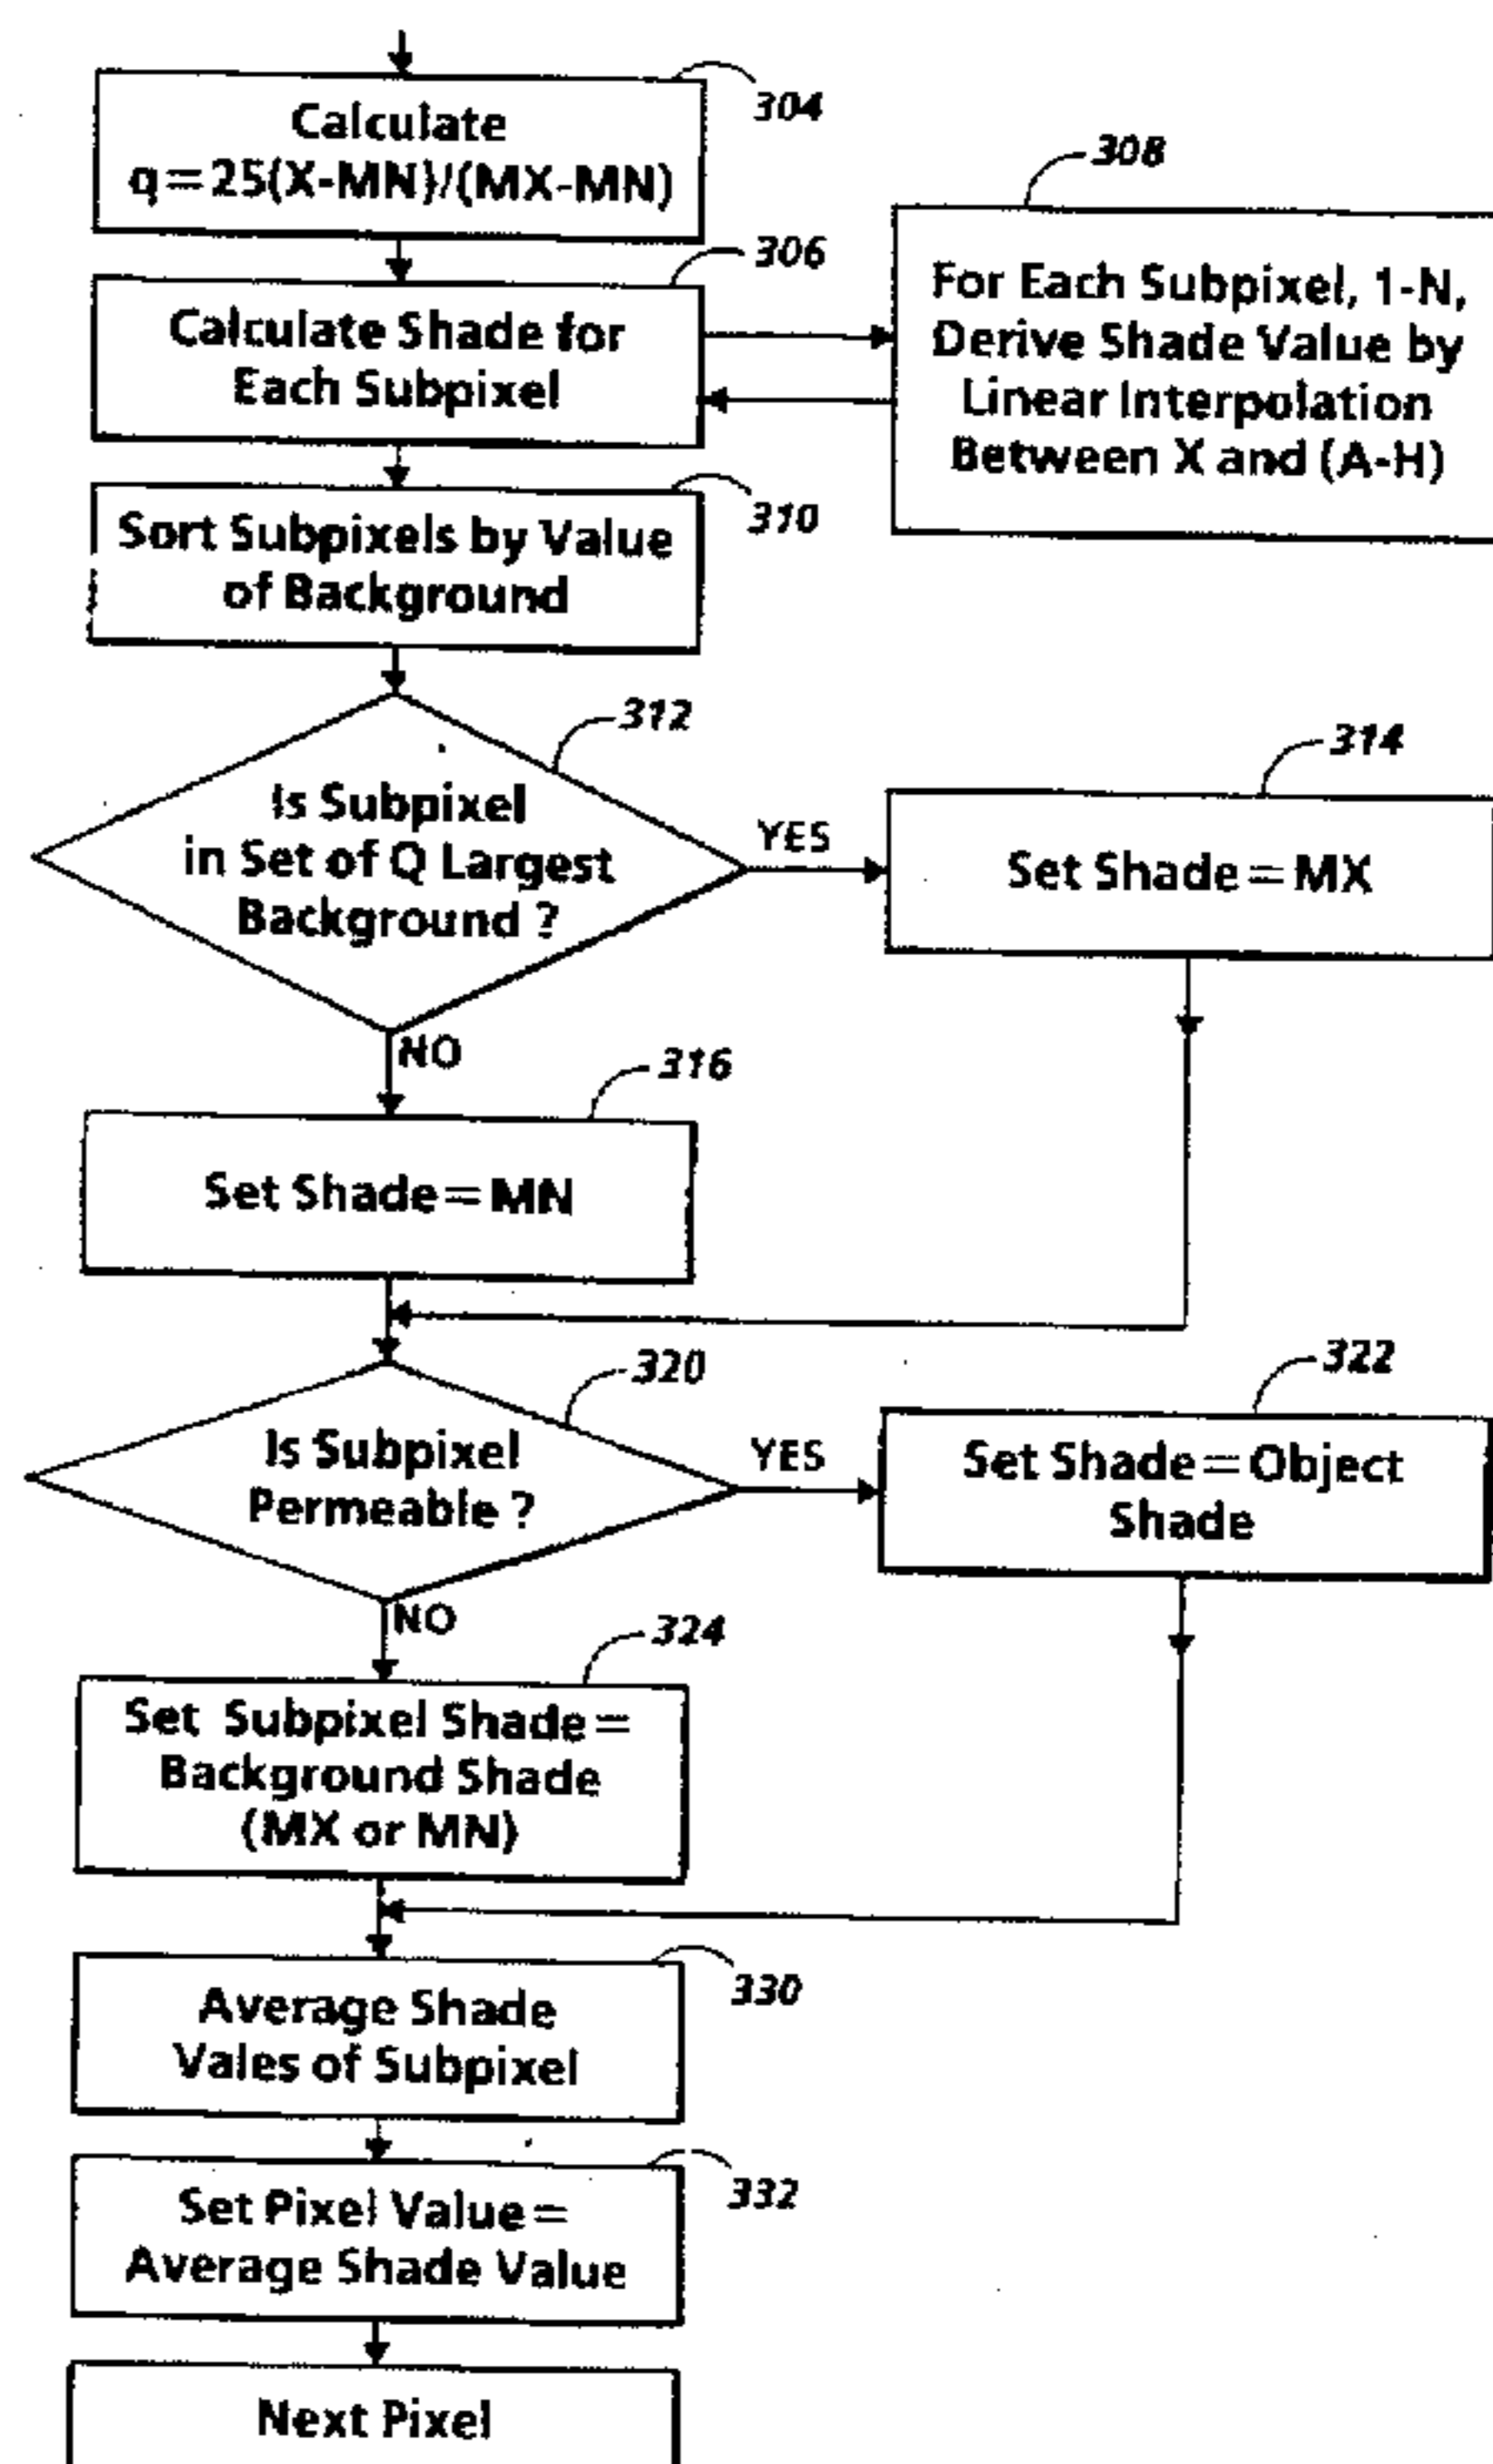 304
Calculate
q=25(X-MN)/(MX-MN)
308
306
Calculate Shade for
Each Subpixel
For Each Subpixel, 1-N,
Derive Shade Value by
Linear Interpolation
Between X and (A-H)
310
Sort Subpixels by Value
of Background
312
Is Subpixel
in Set of Q Largest
Background ?
YES
314
Set Shade=MX
NO
316
Set Shade=MN
320
Is Subpixel
Permeable ?
YES
322
Set Shade=Object
Shade
NO
324
Set Subpixel Shade=
Background Shade
(MX or MN)
330
Average Shade
Vales of Subpixel
332
Set Pixel Value=
Average Shade Value
Next Pixel